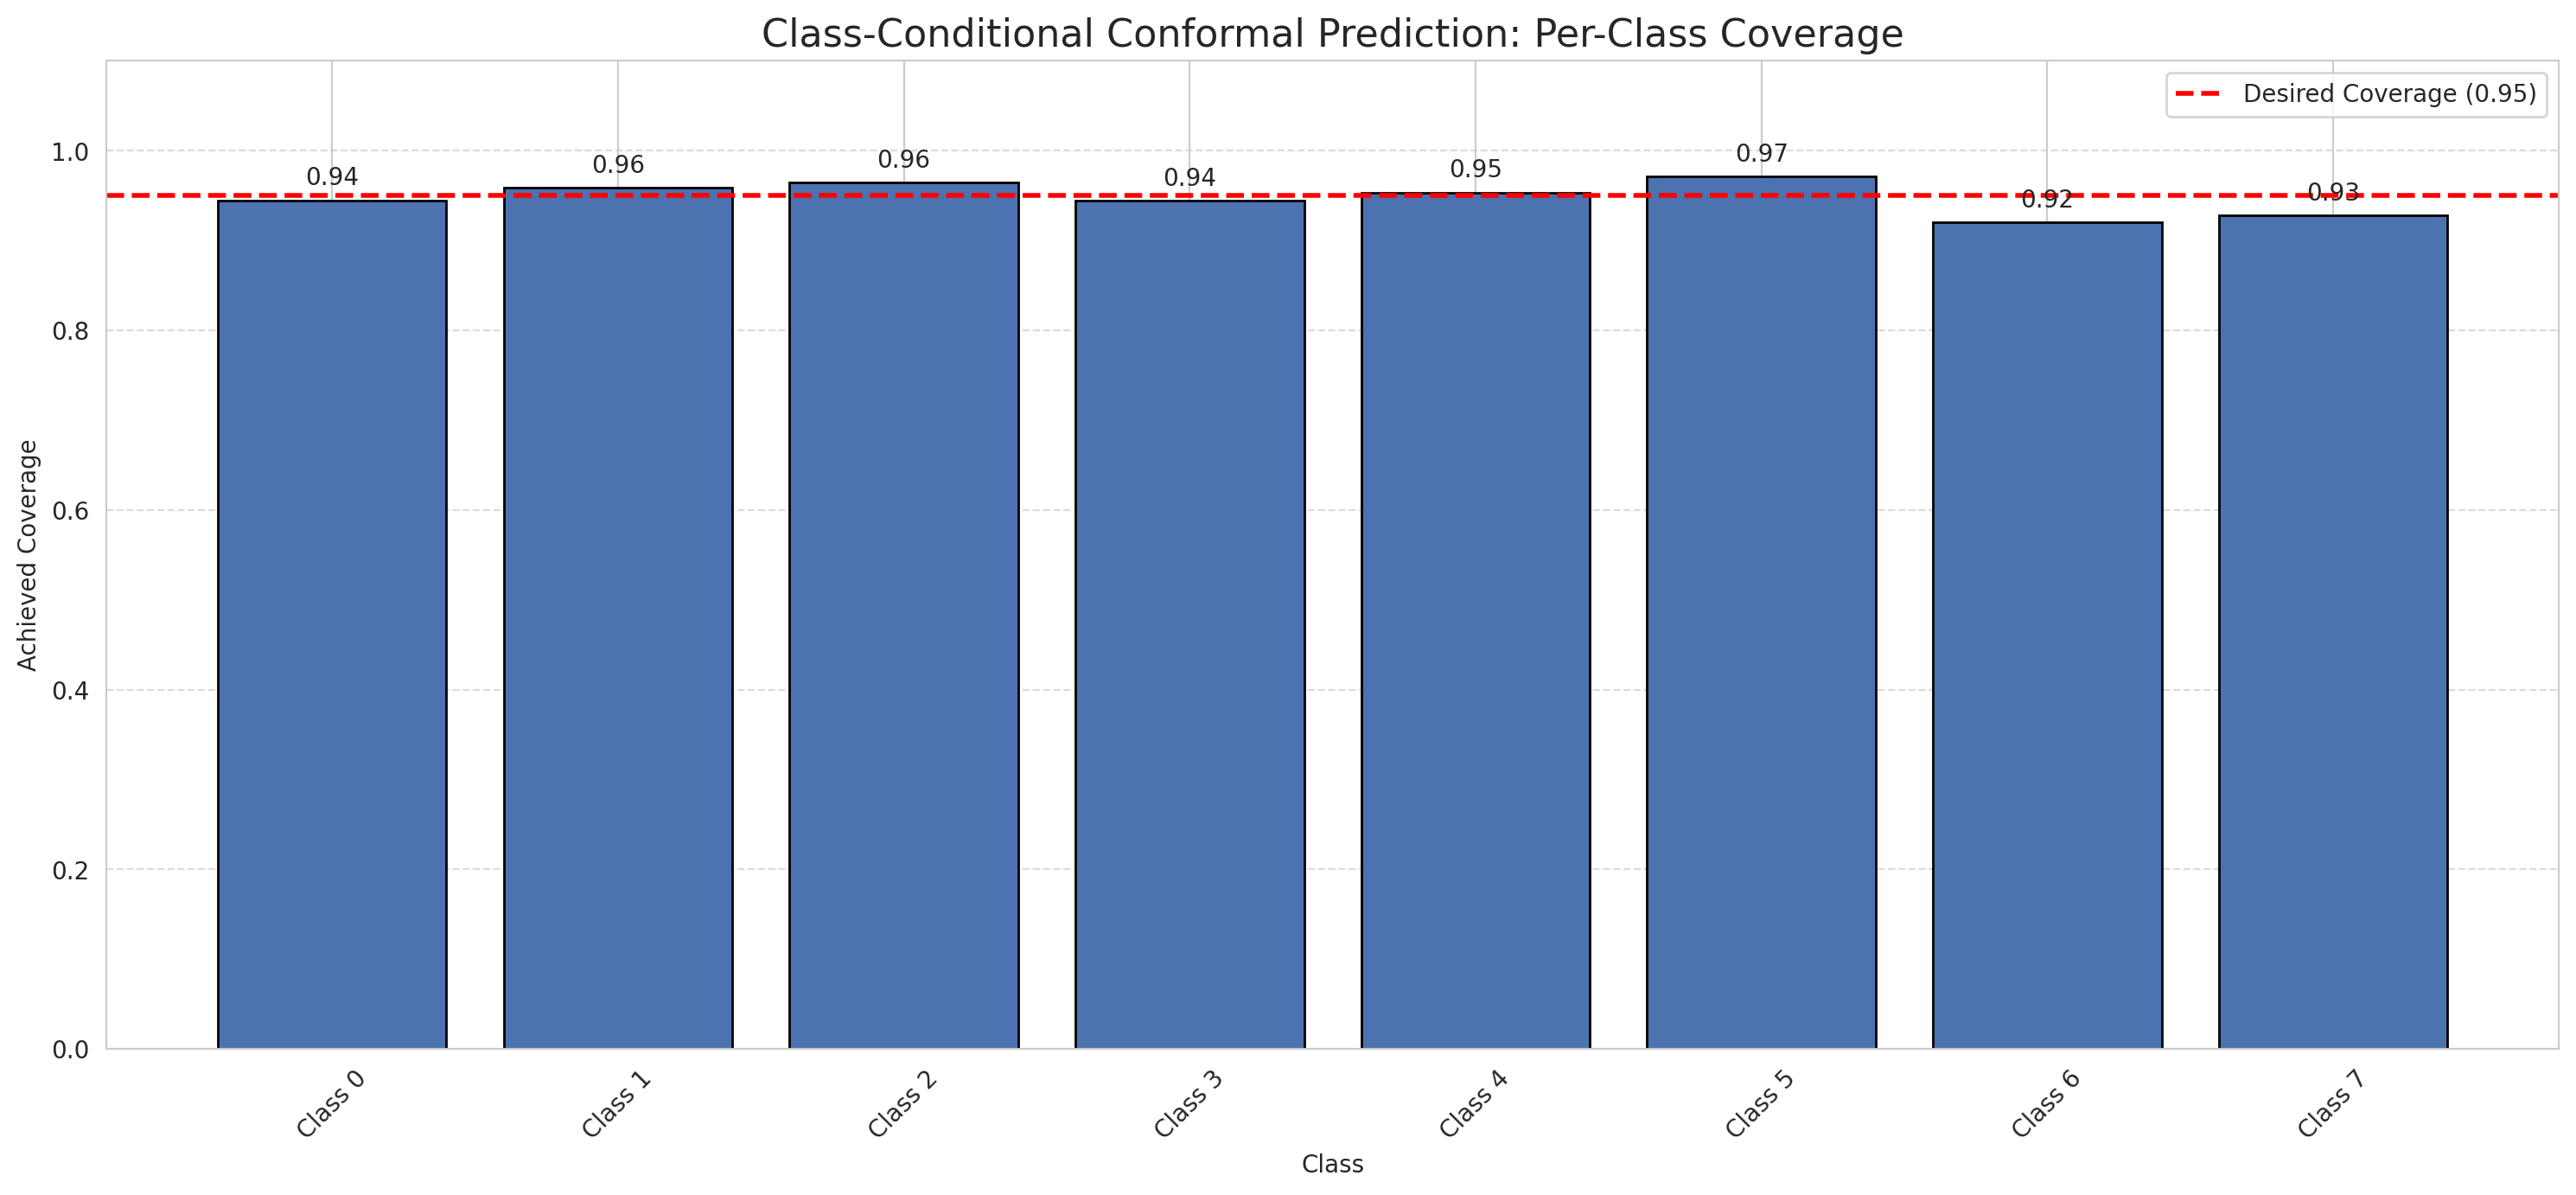 Class-Conditional Conformal Prediction: Per-Class Coverage
Desired Coverage (0.95)
Achieved Coverage
1.0
0.8
0.6
0.4
0.2
0.0
0.94
0.96
0.96
0.94
0.95
0.97
0.92
0.93
Class 0
Class 1
Class 2
Class 3
Class 4
Class 5
Class 6
Class 7
Class